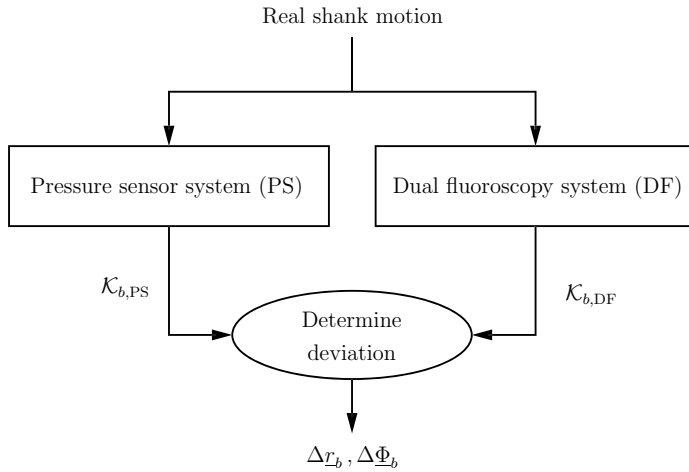 Real shank motion
Pressure sensor system (PS)
Dual fluoroscopy system (DF)
𝒦_{b,PS}
𝒦_{b,DF}
Determine
deviation
Δr̲_b , ΔΦ̲_b